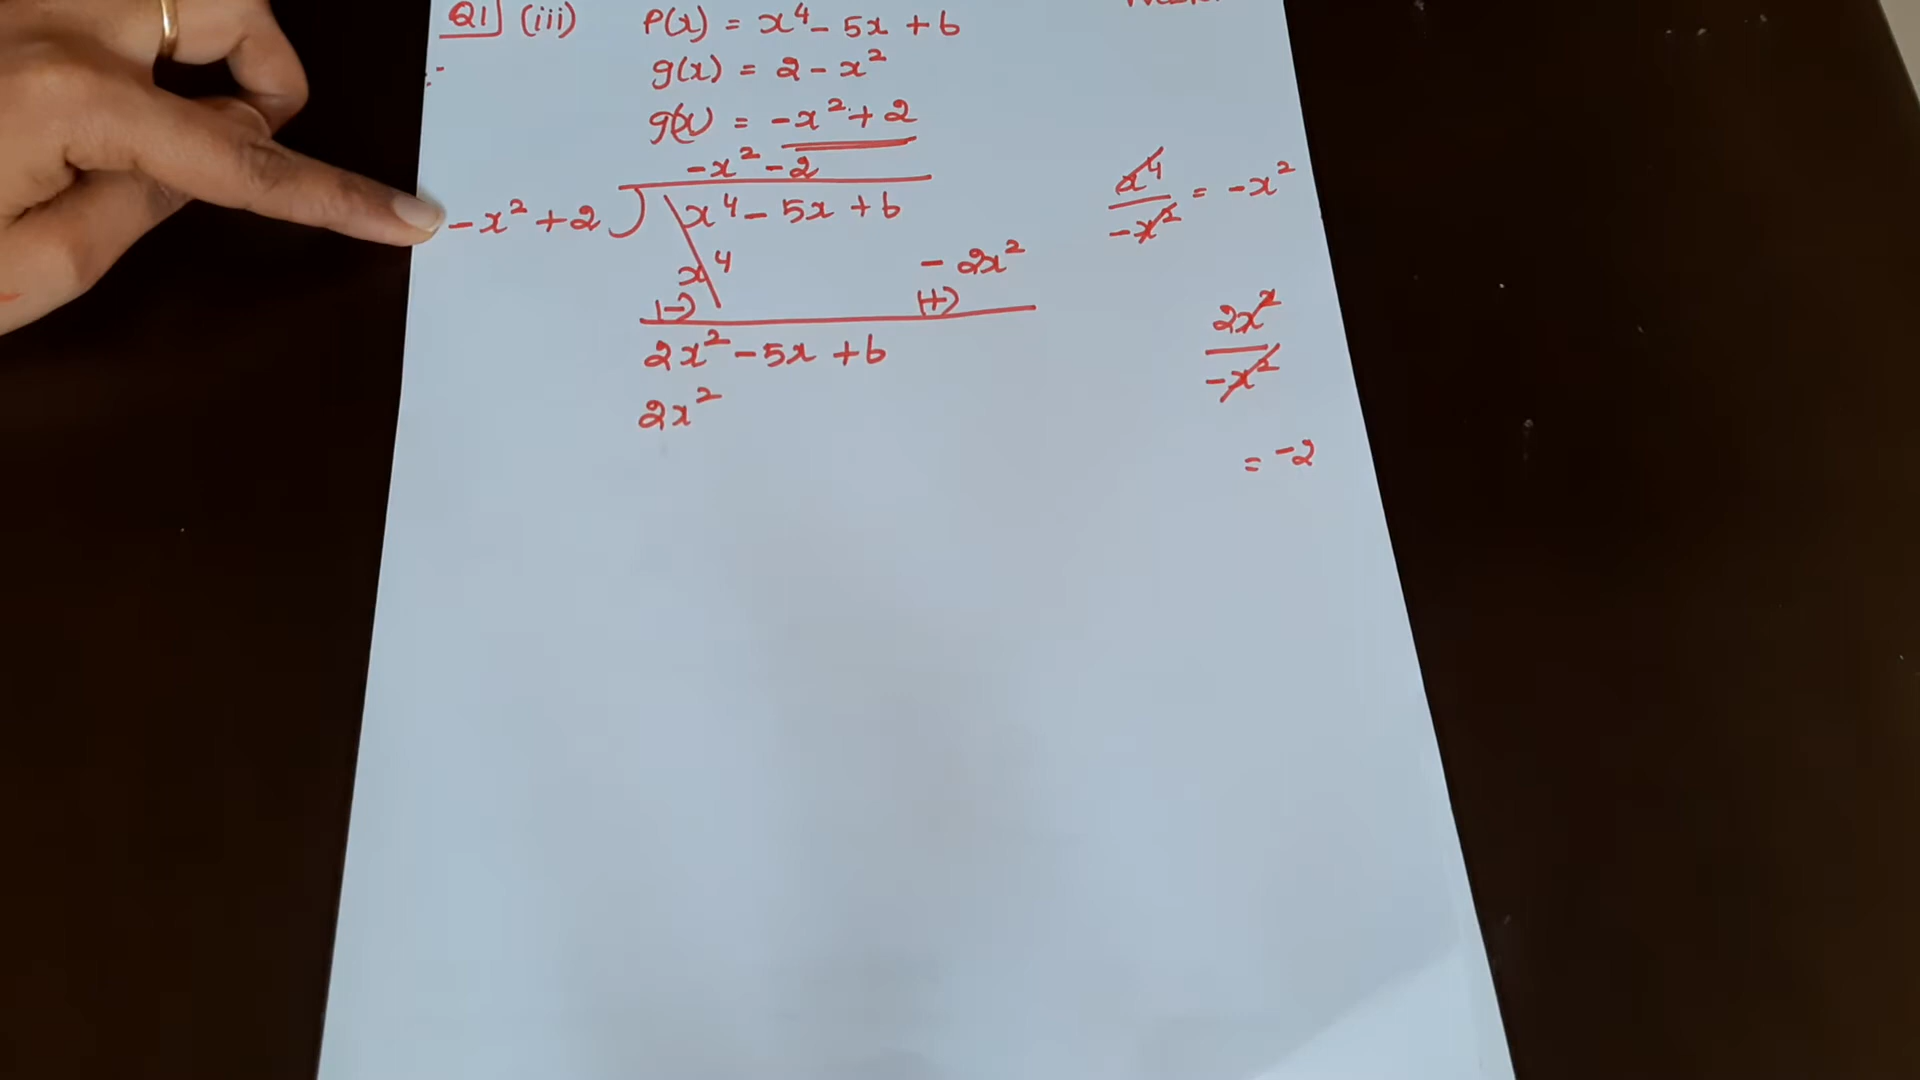 Q1 (iii) P(x) = x⁴ - 5x + 6
:-
g(x) = 2 - x²
g(x) = -x² + 2
-x² - 2
-x² + 2 ) x⁴ - 5x + 6
x⁴ - 2x²
(-) (+)
2x² - 5x + 6
2x²
x⁴/-x² = -x²
2x²/-x²
= -2